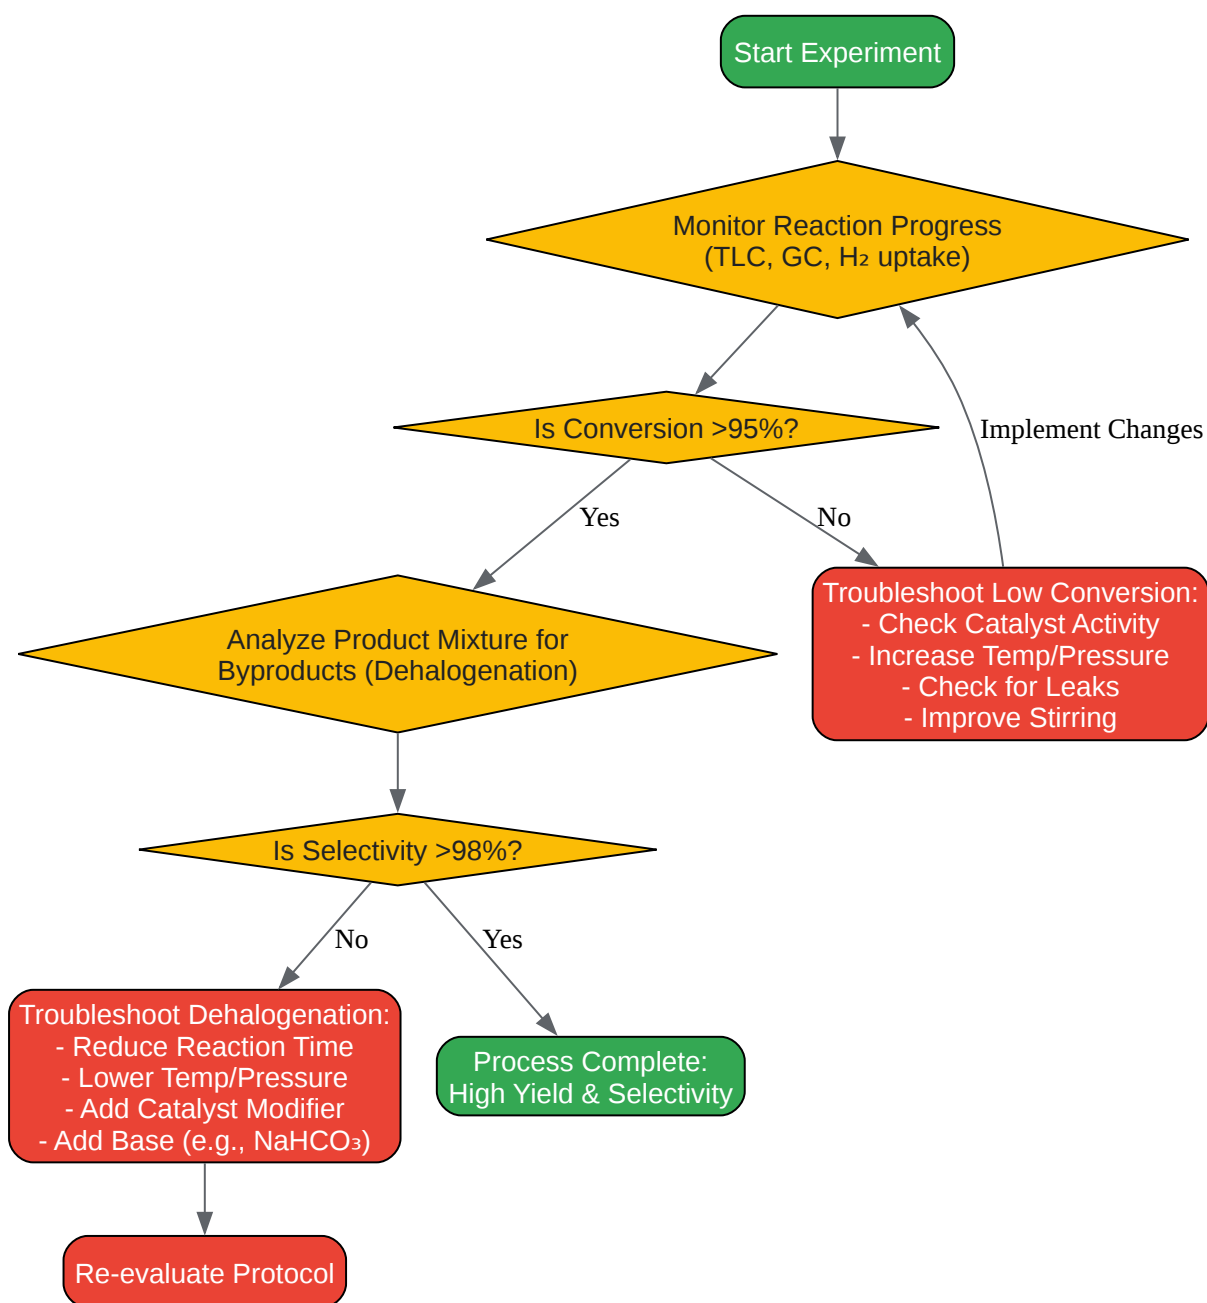 Start Experiment
Monitor Reaction Progress
(TLC, GC, H₂ uptake)
Is Conversion >95%?
Implement Changes
Yes
No
Troubleshoot Low Conversion:
- Check Catalyst Activity
- Increase Temp/Pressure
- Check for Leaks
- Improve Stirring
Analyze Product Mixture for
Byproducts (Dehalogenation)
Is Selectivity >98%?
No
Yes
Troubleshoot Dehalogenation:
- Reduce Reaction Time
- Lower Temp/Pressure
- Add Catalyst Modifier
- Add Base (e.g., NaHCO₃)
Process Complete:
High Yield & Selectivity
Re-evaluate Protocol